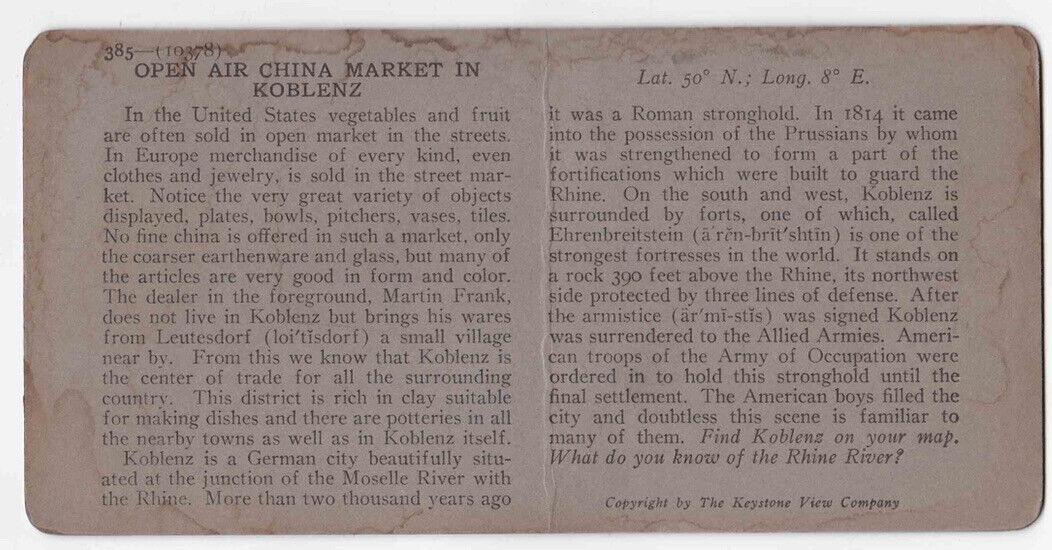 385—(10378)
OPEN AIR CHINA MARKET IN
KOBLENZ
In the United States vegetables and fruit
are often sold in open market in the streets.
In Europe merchandise of every kind, even
clothes and jewelry, is sold in the street mar-
ket. Notice the very great variety of objects
displayed, plates, bowls, pitchers, vases, tiles.
No fine china is offered in such a market, only
the coarser earthenware and glass, but many of
the articles are very good in form and color.
The dealer in the foreground, Martin Frank,
does not live in Koblenz but brings his wares
from Leutesdorf (loi'tĭsdorf) a small village
near by. From this we know that Koblenz is
the center of trade for all the surrounding
country. This district is rich in clay suitable
for making dishes and there are potteries in all
the nearby towns as well as in Koblenz itself.
Koblenz is a German city beautifully situ-
ated at the junction of the Moselle River with
the Rhine. More than two thousand years ago
Lat. 50° N.; Long. 8° E.
it was a Roman stronghold. In 1814 it came
into the possession of the Prussians by whom
it was strengthened to form a part of the
fortifications which were built to guard the
Rhine. On the south and west, Koblenz is
surrounded by forts, one of which, called
Ehrenbreitstein (ā'rĕn-brīt'shtīn) is one of the
strongest fortresses in the world. It stands on
a rock 390 feet above the Rhine, its northwest
side protected by three lines of defense. After
the armistice (är'mĭ-stĭs) was signed Koblenz
was surrendered to the Allied Armies. Ameri-
can troops of the Army of Occupation were
ordered in to hold this stronghold until the
final settlement. The American boys filled the
city and doubtless this scene is familiar to
many of them. Find Koblenz on your map.
What do you know of the Rhine River?
Copyright by The Keystone View Company